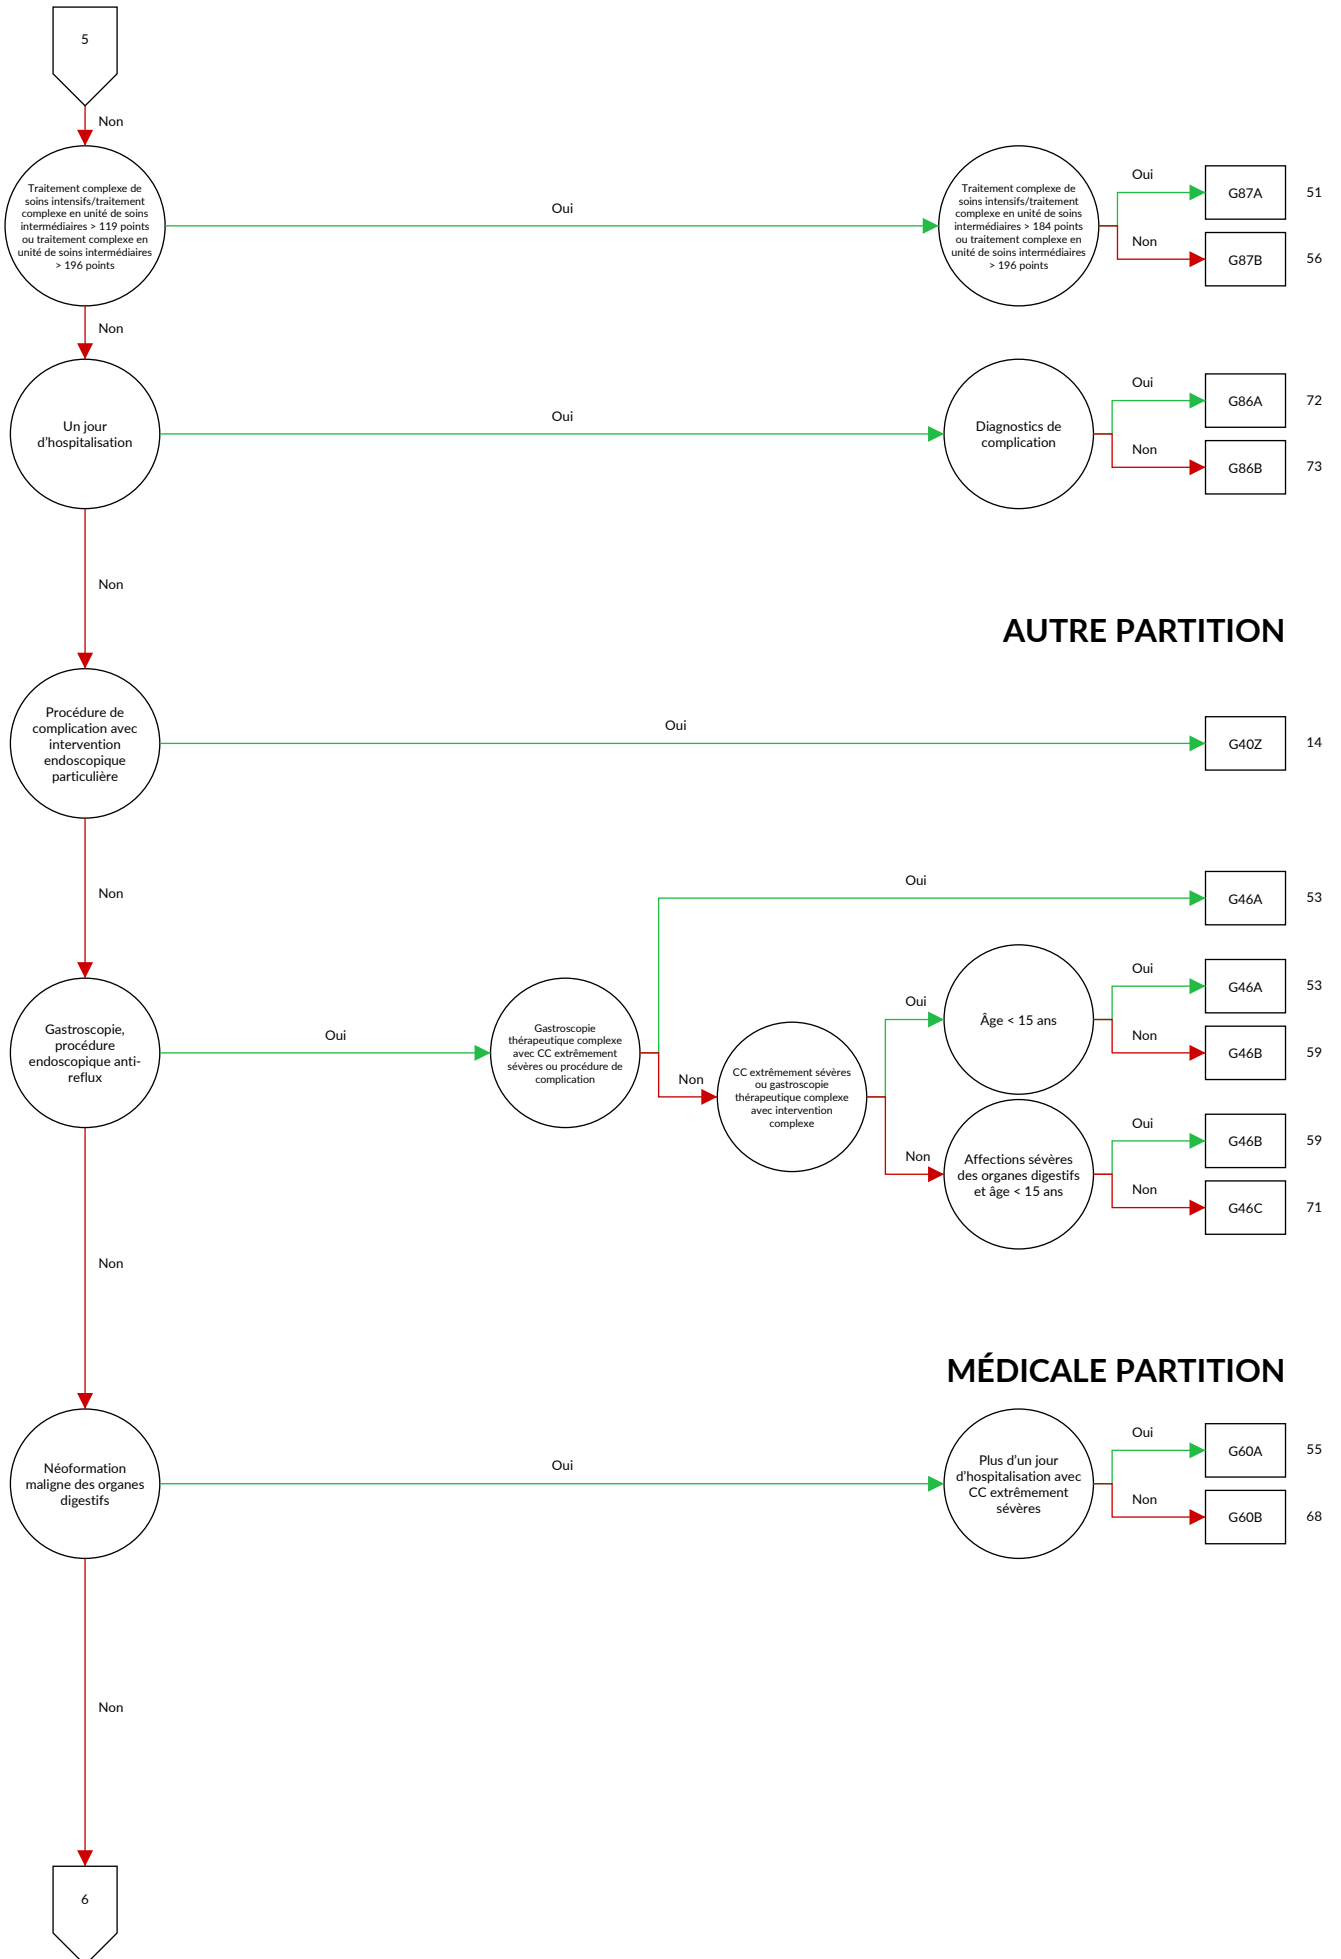 5
Non
Traitement complexe de
soins intensifs/traitement
complexe en unité de soins
intermédiaires > 119 points
ou traitement complexe en
unité de soins intermédiaires
> 196 points
Oui
Traitement complexe de
soins intensifs/traitement
complexe en unité de soins
intermédiaires > 184 points
ou traitement complexe en
unité de soins intermédiaires
> 196 points
Oui
G87A
51
Non
G87B
56
Non
Un jour
d'hospitalisation
Oui
Diagnostics de
complication
Oui
G86A
72
Non
G86B
73
Non
AUTRE PARTITION
Procédure de
complication avec
intervention
endoscopique
particulière
Oui
G40Z
14
Non
Gastroscopie,
procédure
endoscopique anti-
reflux
Oui
Gastroscopie
thérapeutique complexe
avec CC extrêmement
sévères ou procédure de
complication
Oui
G46A
53
Non
CC extrêmement sévères
ou gastroscopie
thérapeutique complexe
avec intervention
complexe
Oui
Âge < 15 ans
Oui
G46A
53
Non
G46B
59
Non
Affections sévères
des organes digestifs
et âge < 15 ans
Oui
G46B
59
Non
G46C
71
Non
MÉDICALE PARTITION
Néoformation
maligne des organes
digestifs
Oui
Plus d'un jour
d'hospitalisation avec
CC extrêmement
sévères
Oui
G60A
55
Non
G60B
68
Non
6